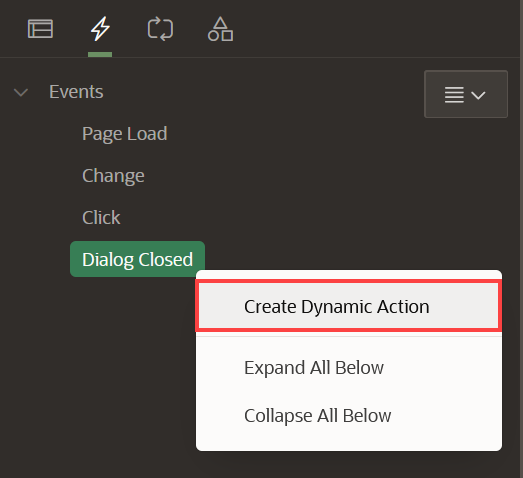 Events
Page Load
Change
Click
Dialog Closed
Create Dynamic Action
Expand All Below
Collapse All Below